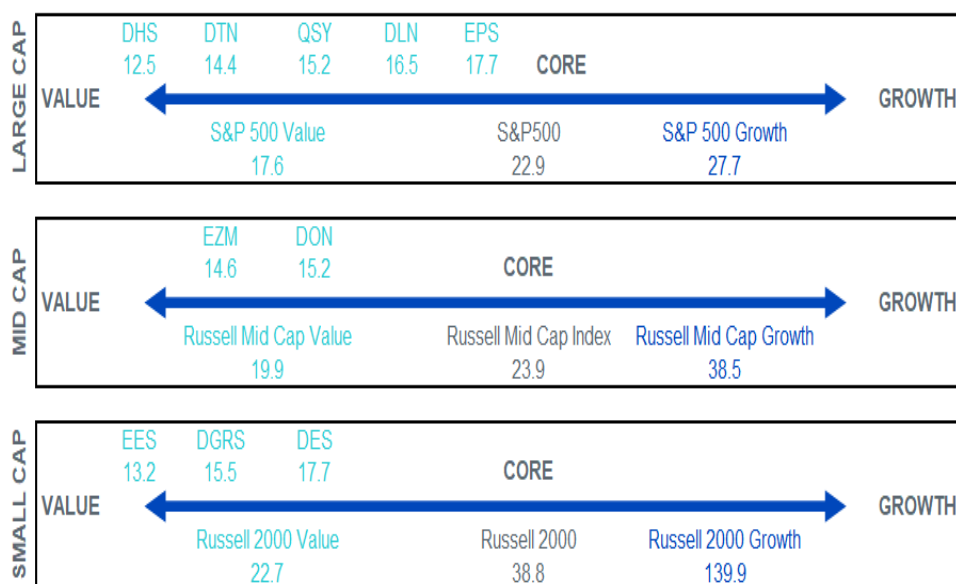 LARGE CAP
DHS DTN QSY DLN EPS
12.5 14.4 15.2 16.5 17.7 CORE
VALUE GROWTH
S&P 500 Value S&P500 S&P 500 Growth
17.6 22.9 27.7
MID CAP
EZM DON
14.6 15.2 CORE
VALUE GROWTH
Russell Mid Cap Value Russell Mid Cap Index Russell Mid Cap Growth
19.9 23.9 38.5
SMALL CAP
EES DGRS DES
13.2 15.5 17.7 CORE
VALUE GROWTH
Russell 2000 Value Russell 2000 Russell 2000 Growth
22.7 38.8 139.9